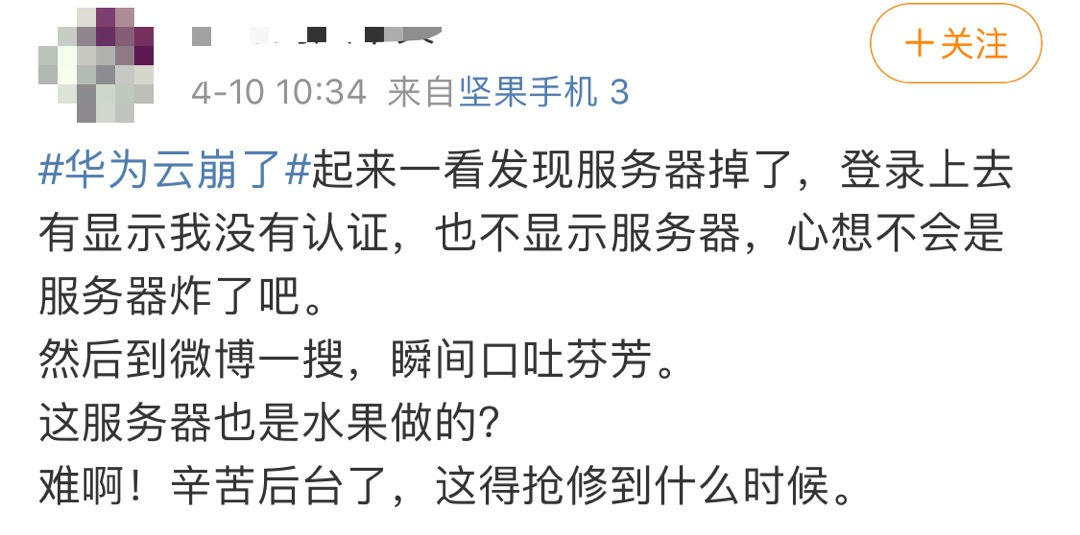 ＋关注
4-10 10:34 来自坚果手机 3
#华为云崩了#起来一看发现服务器掉了，登录上去
有显示我没有认证，也不显示服务器，心想不会是
服务器炸了吧。
然后到微博一搜，瞬间口吐芬芳。
这服务器也是水果做的？
难啊！辛苦后台了，这得抢修到什么时候。